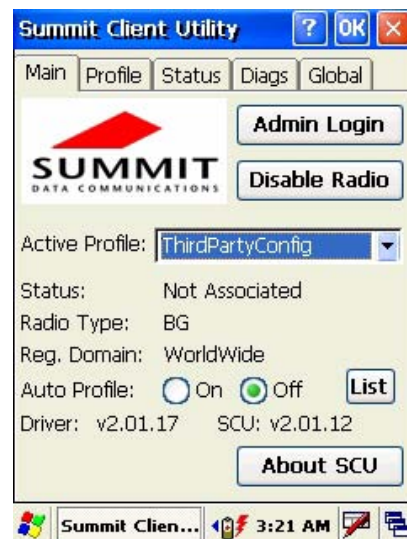 Summit Client Utility ? OK ×
Main Profile Status Diags Global
SUMMIT
DATA COMMUNICATIONS
Admin Login
Disable Radio
Active Profile: ThirdPartyConfig
Status: Not Associated
Radio Type: BG
Reg. Domain: WorldWide
Auto Profile: On Off List
Driver: v2.01.17 SCU: v2.01.12
About SCU
Summit Clien... 3:21 AM